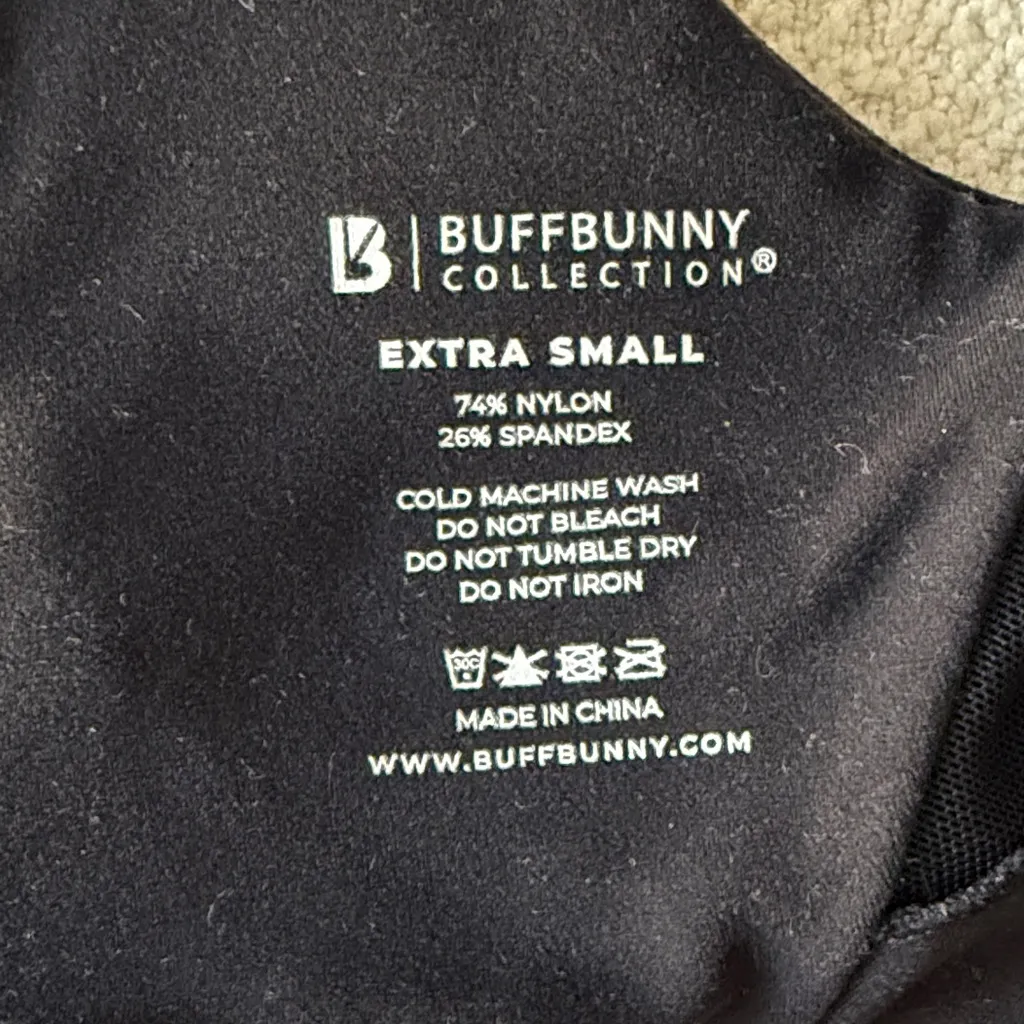 B | BUFFBUNNY
COLLECTION®
EXTRA SMALL
74% NYLON
26% SPANDEX
COLD MACHINE WASH
DO NOT BLEACH
DO NOT TUMBLE DRY
DO NOT IRON
30C
MADE IN CHINA
WWW.BUFFBUNNY.COM